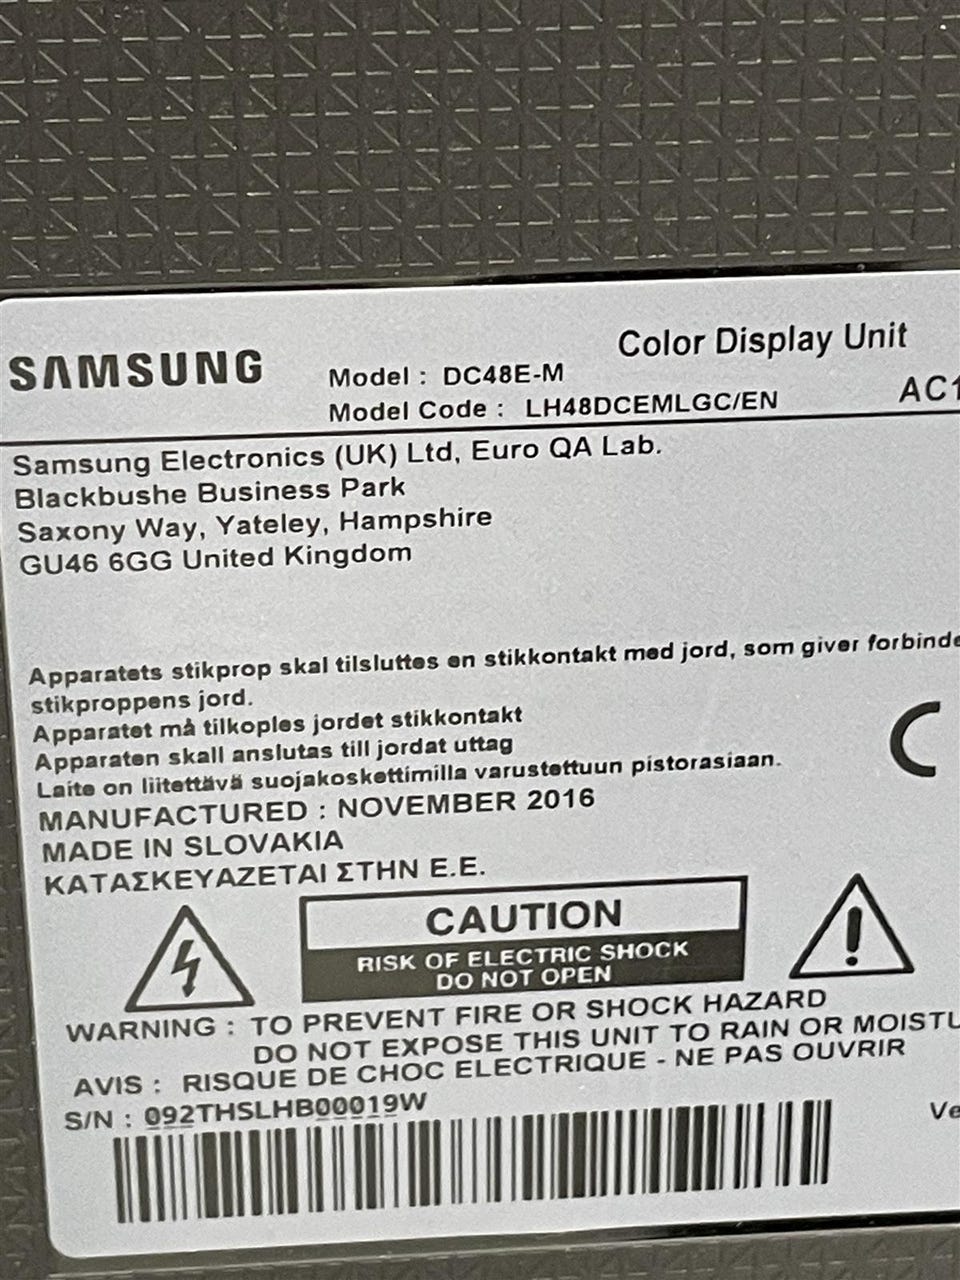 SAMSUNG
Color Display Unit
Model : DC48E-M
Model Code : LH48DCEMLGC/EN
AC1
Samsung Electronics (UK) Ltd, Euro QA Lab.
Blackbushe Business Park
Saxony Way, Yateley, Hampshire
GU46 6GG United Kingdom
Apparatets stikprop skal tilsluttes en stikkontakt med jord, som giver forbinde
stikproppens jord.
Apparatet må tilkoples jordet stikkontakt
Apparaten skall anslutas till jordat uttag
Laite on liitettävä suojakoskettimilla varustettuun pistorasiaan.
MANUFACTURED : NOVEMBER 2016
MADE IN SLOVAKIA
ΚΑΤΑΣΚΕΥΑΖΕΤΑΙ ΣΤΗΝ Ε.Ε.
CAUTION
RISK OF ELECTRIC SHOCK
DO NOT OPEN
WARNING : TO PREVENT FIRE OR SHOCK HAZARD
DO NOT EXPOSE THIS UNIT TO RAIN OR MOISTU
AVIS : RISQUE DE CHOC ELECTRIQUE - NE PAS OUVRIR
S/N : 092THSLHB00019W
Ve